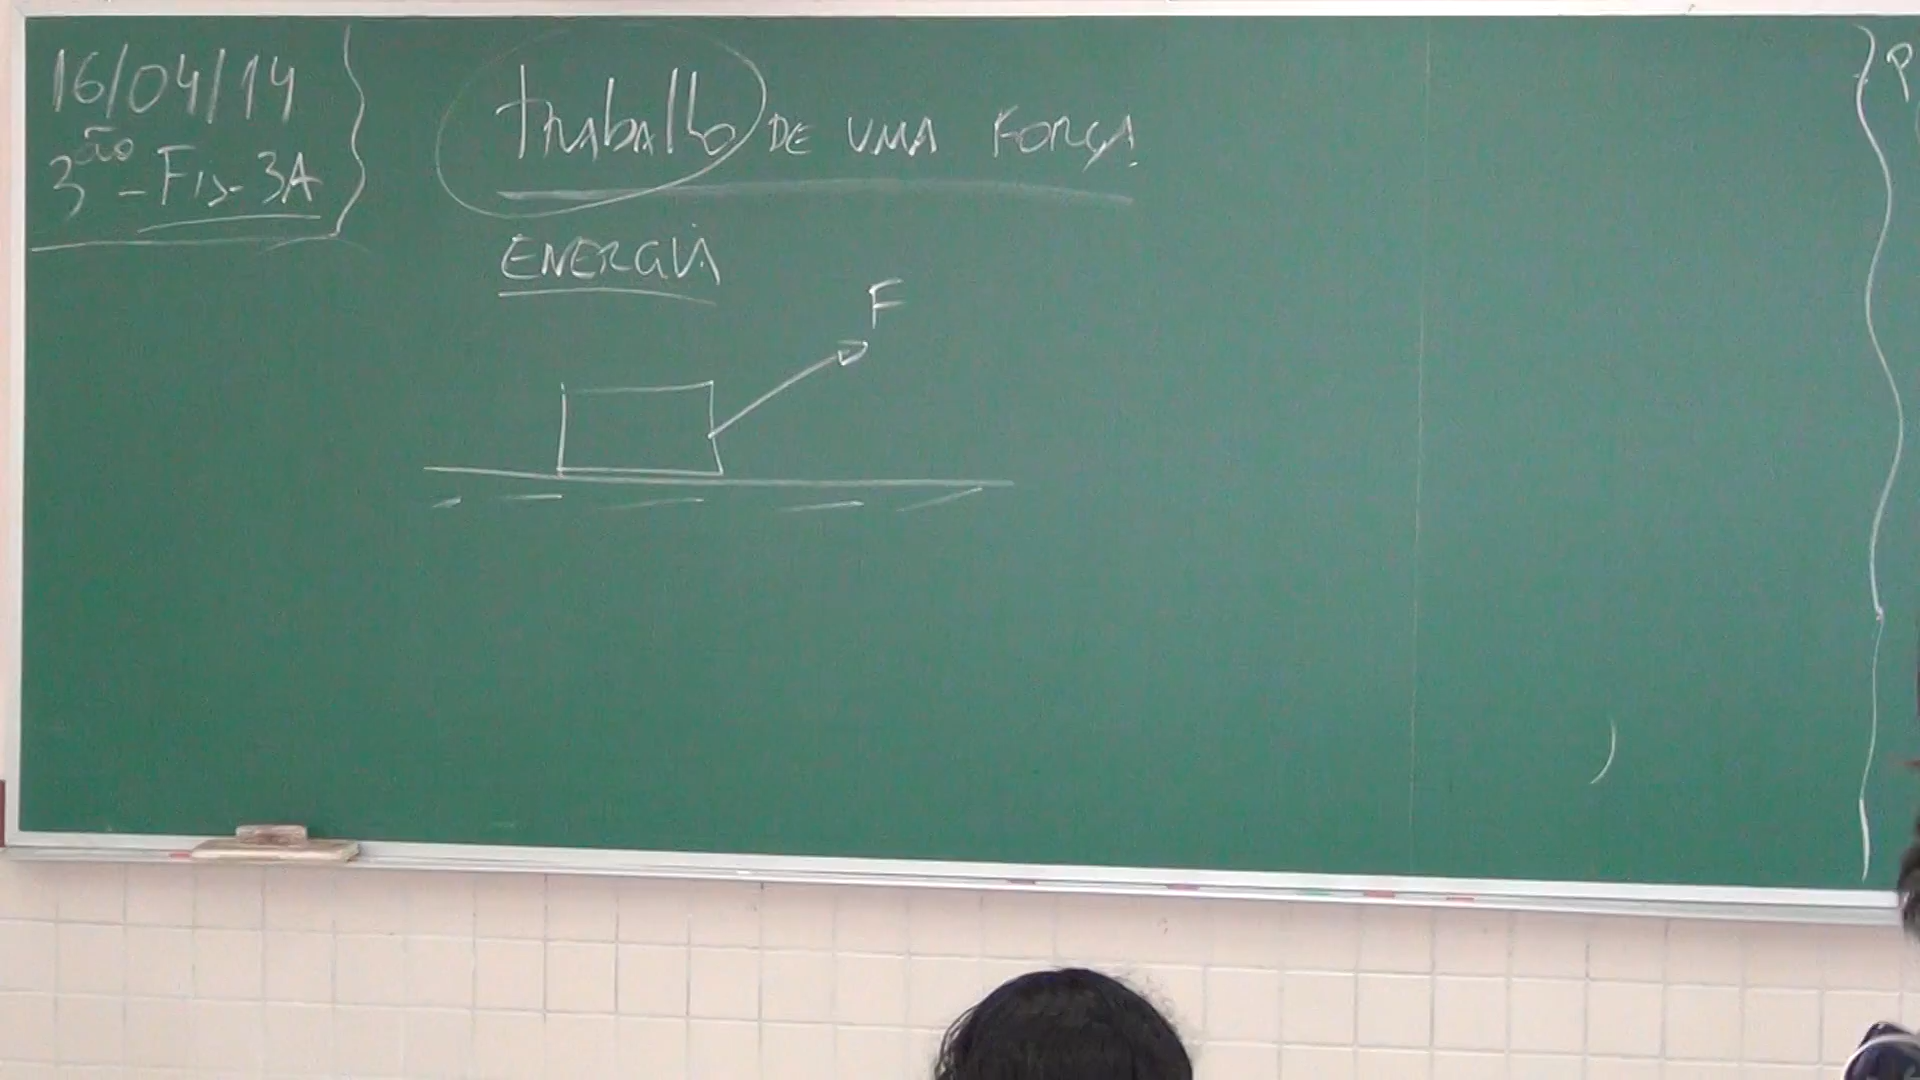 16/04/14
3ão - Fis - 3A
Trabalho DE UMA FORÇA
ENERGIA
F
P